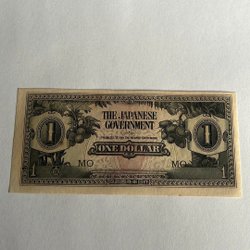 THE JAPANESE
GOVERNMENT
1 1
ONE DOLLAR
MO MO
1 1